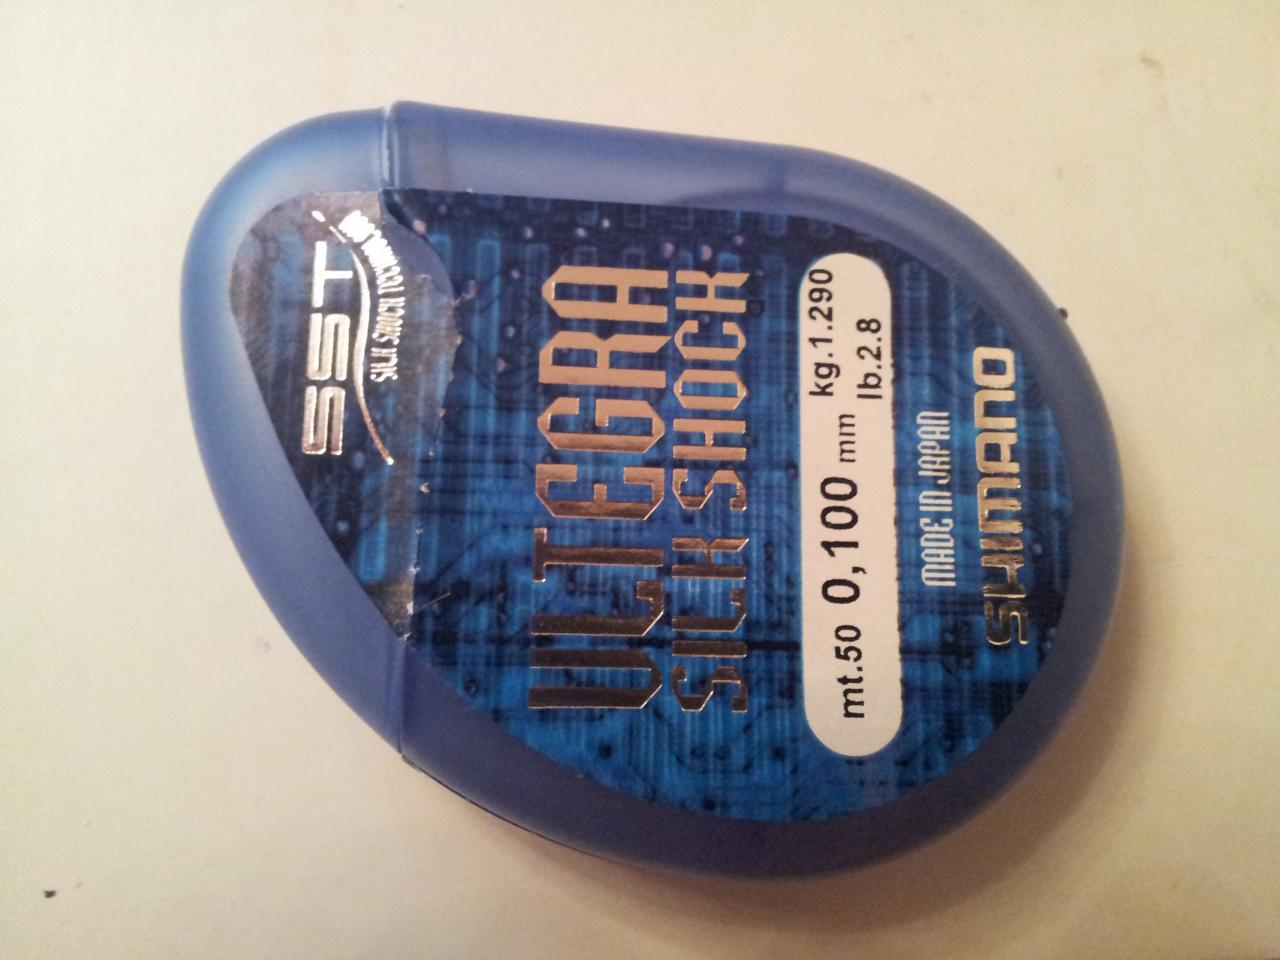 SST
SILK SHOCK
ULTEGRA
SILK SHOCK
mt.50 0,100 mm kg.1.290
lb.2.8
MADE IN JAPAN
SHIMANO